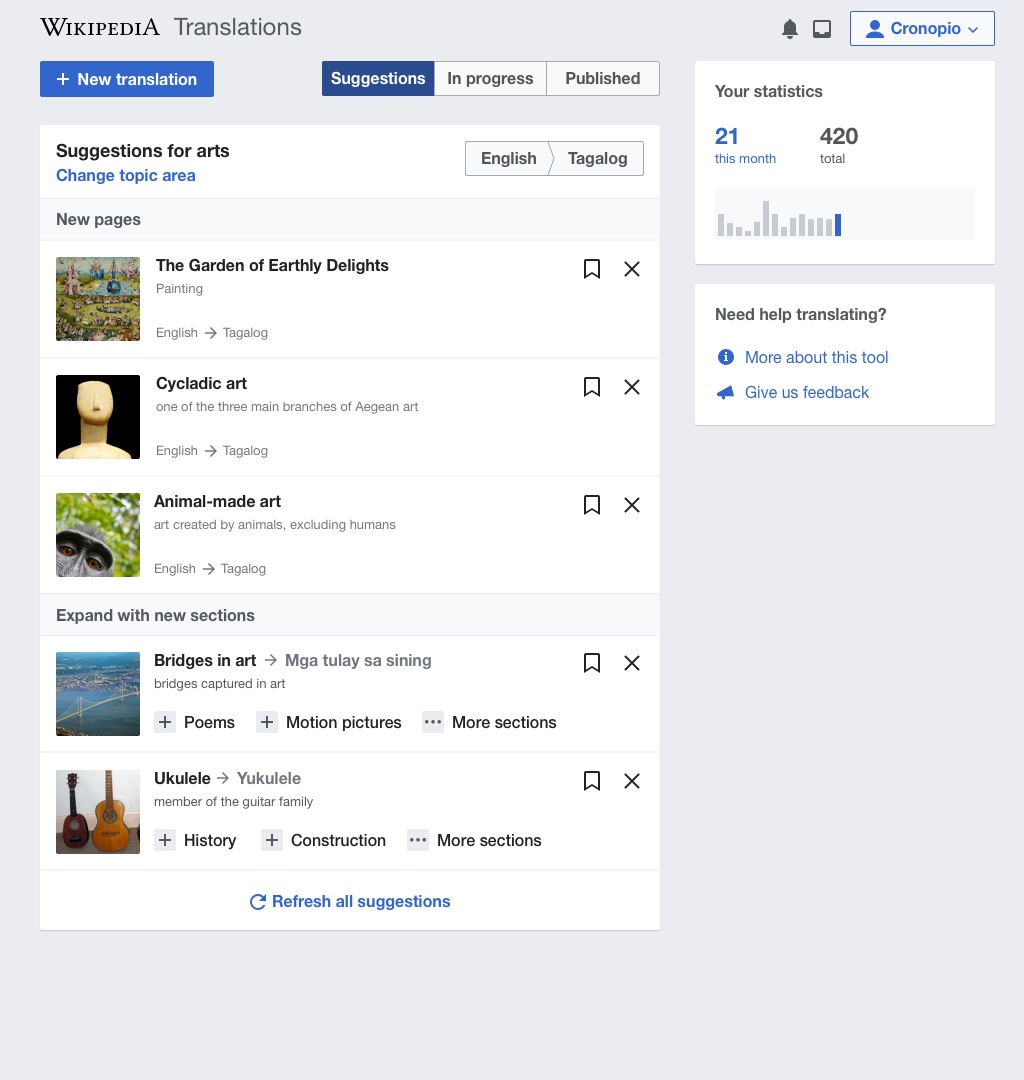 WIKIPEDIA Translations
Cronopio
New translation
Suggestions In progress Published
Suggestions for arts
Change topic area
English Tagalog
New pages
The Garden of Earthly Delights
Painting
English → Tagalog
Cycladic art
one of the three main branches of Aegean art
English → Tagalog
Animal-made art
art created by animals, excluding humans
English → Tagalog
Expand with new sections
Bridges in art → Mga tulay sa sining
bridges captured in art
+ Poems + Motion pictures ••• More sections
Ukulele → Yukulele
member of the guitar family
+ History + Construction ••• More sections
Refresh all suggestions
Your statistics
21 420
this month total
Need help translating?
More about this tool
Give us feedback